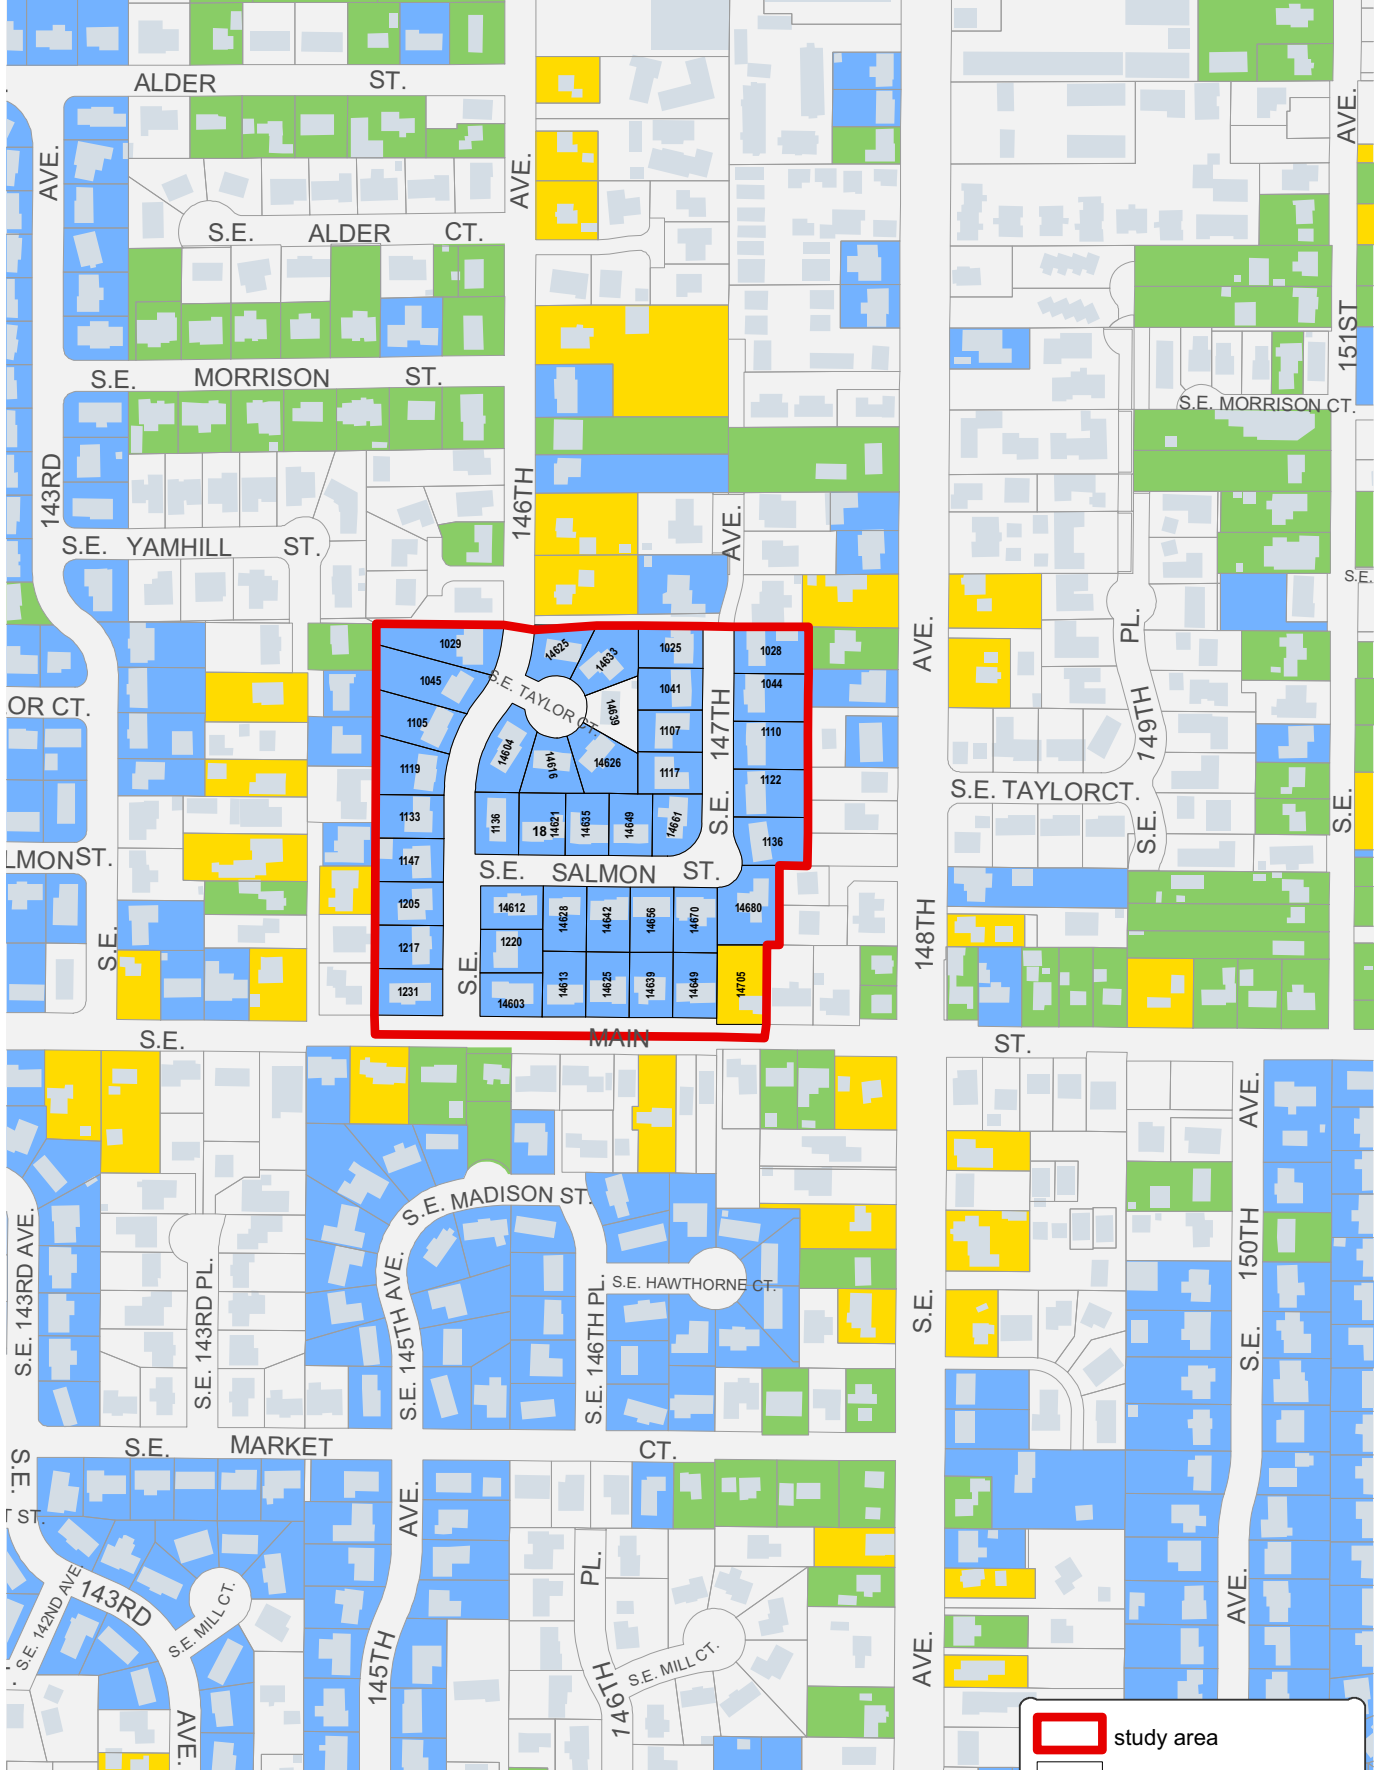 ALDER ST.
AVE.
AVE.
AVE.
S.E. ALDER CT.
151ST
S.E. MORRISON ST.
S.E. MORRISON CT.
143RD
146TH
AVE.
S.E. YAMHILL ST.
S.E.
PL.
AVE.
1029
14625
14633
1025
1028
1045
S.E. TAYLOR CT.
14639
1041
1044
OR CT.
1105
147TH
149TH
1107
1110
14604
14616
14626
1119
1117
1122
S.E. TAYLORCT.
1133
1136
18
14621
14635
14649
14661
S.E.
1136
S.E.
S.E.
LMON ST.
1147
S.E. SALMON ST.
1205
14612
14628
14642
14656
14670
14680
148TH
S.E.
1217
1220
S.E.
1231
14603
14613
14625
14639
14649
14705
S.E. MAIN ST.
AVE.
S.E. MADISON ST.
S.E. 143RD AVE.
S.E. 143RD PL.
S.E. 145TH AVE.
S.E. 146TH PL.
S.E. HAWTHORNE CT.
150TH
S.E.
S.E.
S.E. MARKET CT.
S.E.
T ST.
AVE.
PL.
S.E. 142ND AVE.
143RD
S.E. MILL CT.
AVE.
145TH
146TH
S.E. MILL CT.
AVE.
AVE.
study area